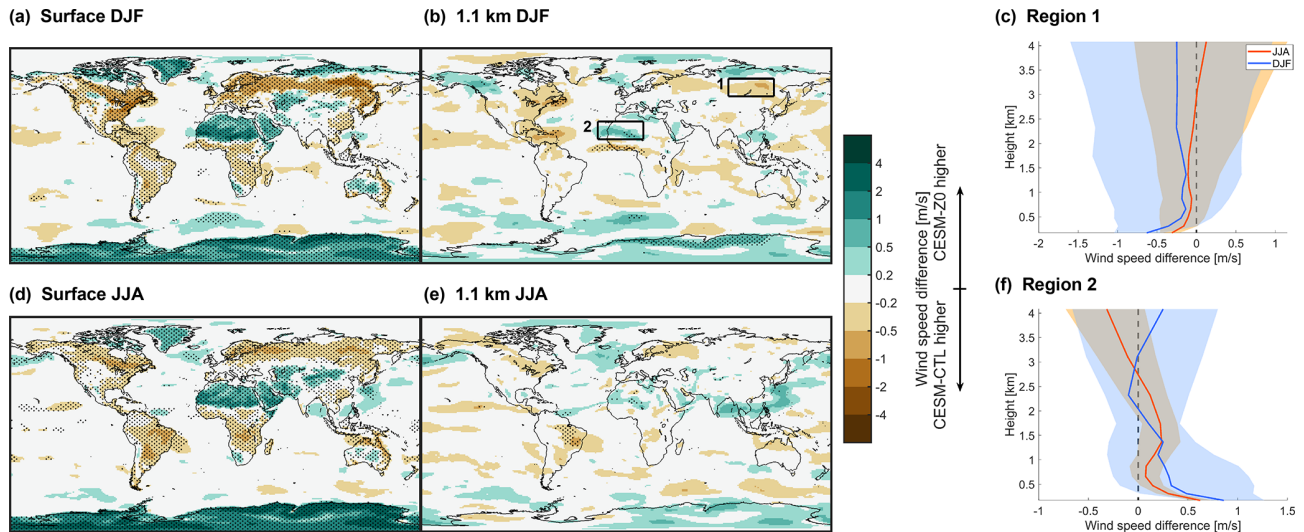 (a) Surface DJF
(b) 1.1 km DJF
(c) Region 1
1
2
4
2
1
0.5
0.2
-0.2
-0.5
-1
-2
-4
Wind speed difference [m/s]
CESM-CTL higher
CESM-Z0 higher
JJA
DJF
4
3.5
3
2.5
2
1.5
1
0.5
Height [km]
-2
-1.5
-1
-0.5
0
0.5
1
Wind speed difference [m/s]
(d) Surface JJA
(e) 1.1 km JJA
(f) Region 2
4
3.5
3
2.5
2
1.5
1
0.5
Height [km]
-1
-0.5
0
0.5
1
1.5
Wind speed difference [m/s]